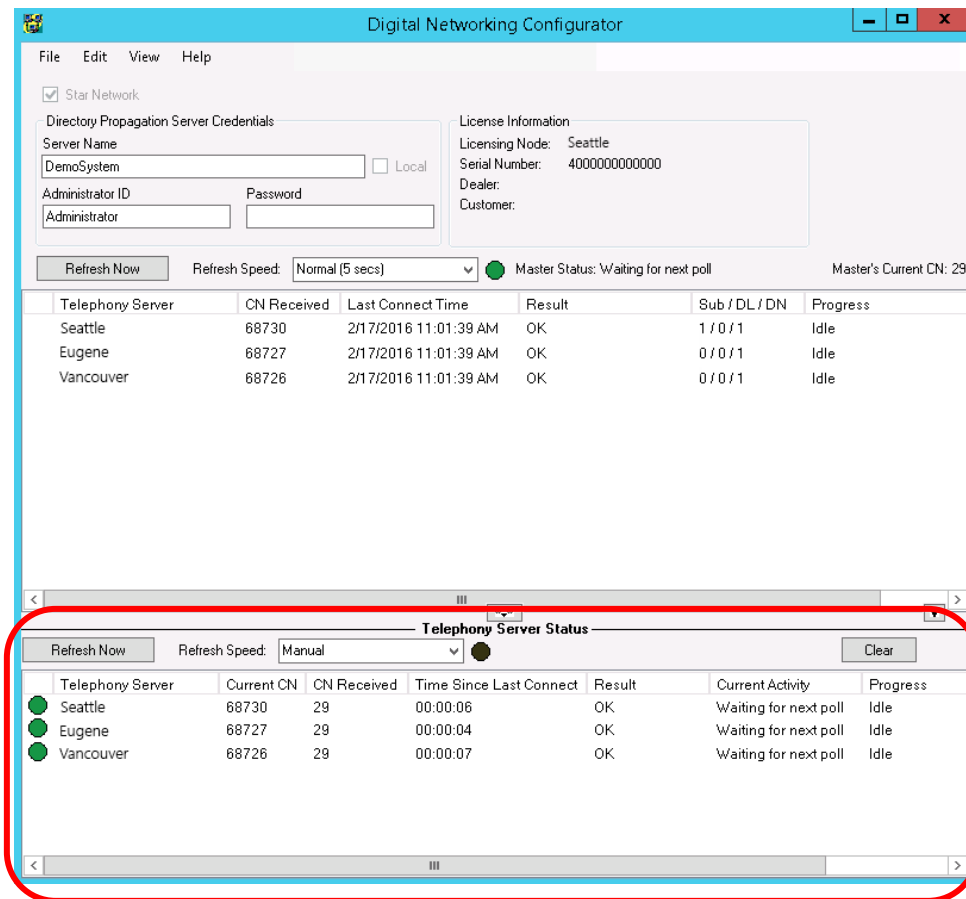 Digital Networking Configurator
File Edit View Help
Star Network
Directory Propagation Server Credentials
License Information
Server Name
Licensing Node: Seattle
DemoSystem
Local
Serial Number: 4000000000000
Dealer:
Administrator ID Password
Customer:
Administrator
Refresh Now Refresh Speed: Normal (5 secs) Master Status: Waiting for next poll Master's Current CN: 29
Telephony Server CN Received Last Connect Time Result Sub / DL / DN Progress
Seattle 68730 2/17/2016 11:01:39 AM OK 1 / 0 / 1 Idle
Eugene 68727 2/17/2016 11:01:39 AM OK 0 / 0 / 1 Idle
Vancouver 68726 2/17/2016 11:01:39 AM OK 0 / 0 / 1 Idle
Telephony Server Status
Refresh Now Refresh Speed: Manual Clear
Telephony Server Current CN CN Received Time Since Last Connect Result Current Activity Progress
Seattle 68730 29 00:00:06 OK Waiting for next poll Idle
Eugene 68727 29 00:00:04 OK Waiting for next poll Idle
Vancouver 68726 29 00:00:07 OK Waiting for next poll Idle